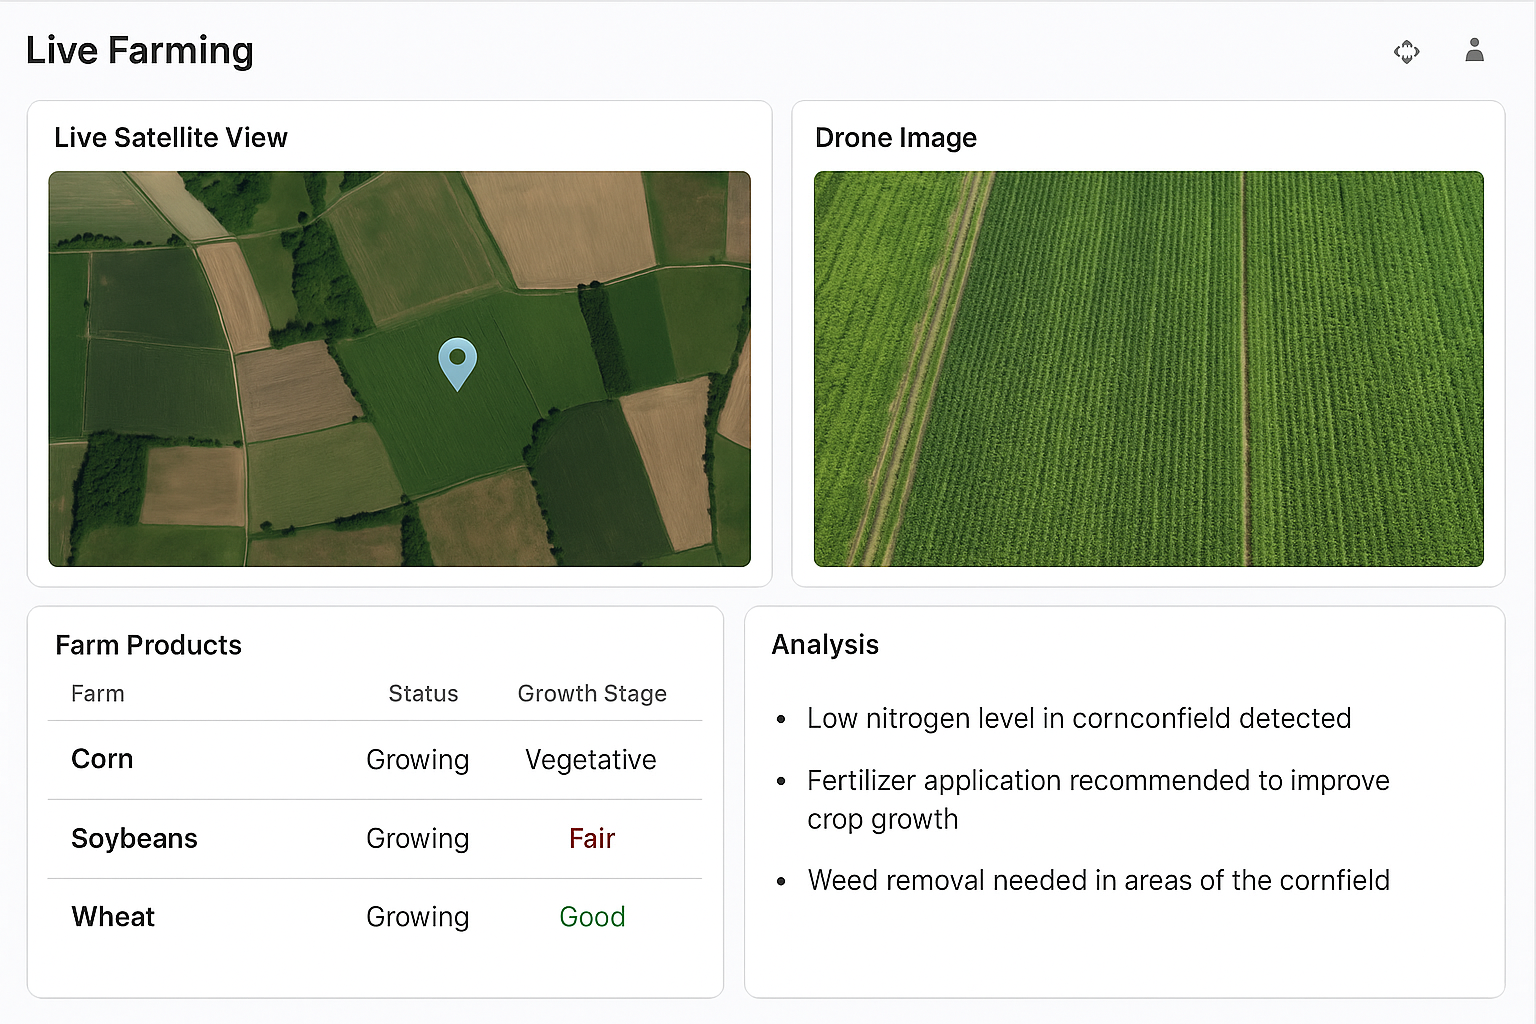 Live Farming
Live Satellite View
Drone Image
Farm Products
Farm Status Growth Stage
Corn Growing Vegetative
Soybeans Growing Fair
Wheat Growing Good
Analysis
• Low nitrogen level in cornconfield detected
• Fertilizer application recommended to improve
crop growth
• Weed removal needed in areas of the cornfield